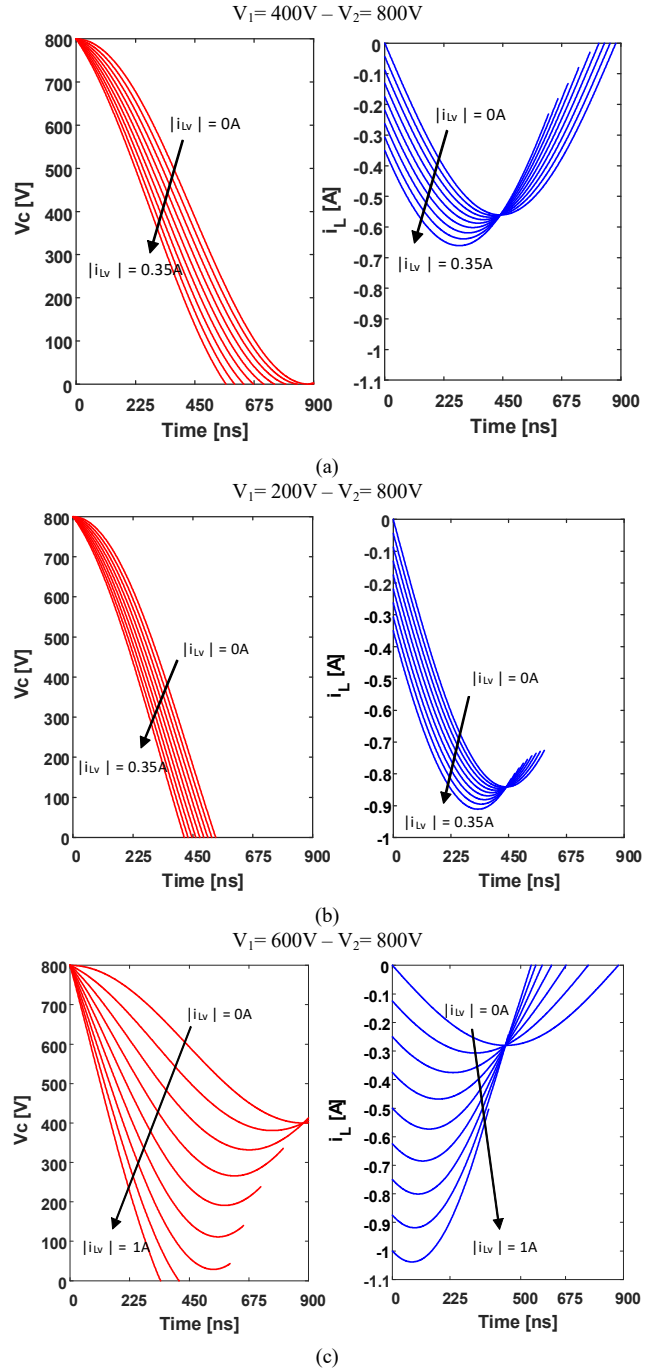 V1= 400V – V2= 800V
800
700
600
500
400
300
200
100
0
Vc [V]
|iLv | = 0A
|iLv | = 0.35A
0 225 450 675 900
Time [ns]
0
-0.1
-0.2
-0.3
-0.4
-0.5
-0.6
-0.7
-0.8
-0.9
-1
-1.1
iL [A]
|iLv | = 0A
|iLv | = 0.35A
0 225 450 675 900
Time [ns]
(a)
V1= 200V – V2= 800V
800
700
600
500
400
300
200
100
0
Vc [V]
|iLv | = 0A
|iLv | = 0.35A
0 225 450 675 900
Time [ns]
0
-0.1
-0.2
-0.3
-0.4
-0.5
-0.6
-0.7
-0.8
-0.9
-1
iL [A]
|iLv | = 0A
|iLv | = 0.35A
0 225 450 675 900
Time [ns]
(b)
V1= 600V – V2= 800V
800
700
600
500
400
300
200
100
0
Vc [V]
|iLv | = 0A
|iLv | = 1A
0 225 450 675 900
Time [ns]
0
-0.1
-0.2
-0.3
-0.4
-0.5
-0.6
-0.7
-0.8
-0.9
-1
-1.1
iL [A]
|iLv | = 0A
|iLv | = 1A
0 225 500 675 900
Time [ns]
(c)